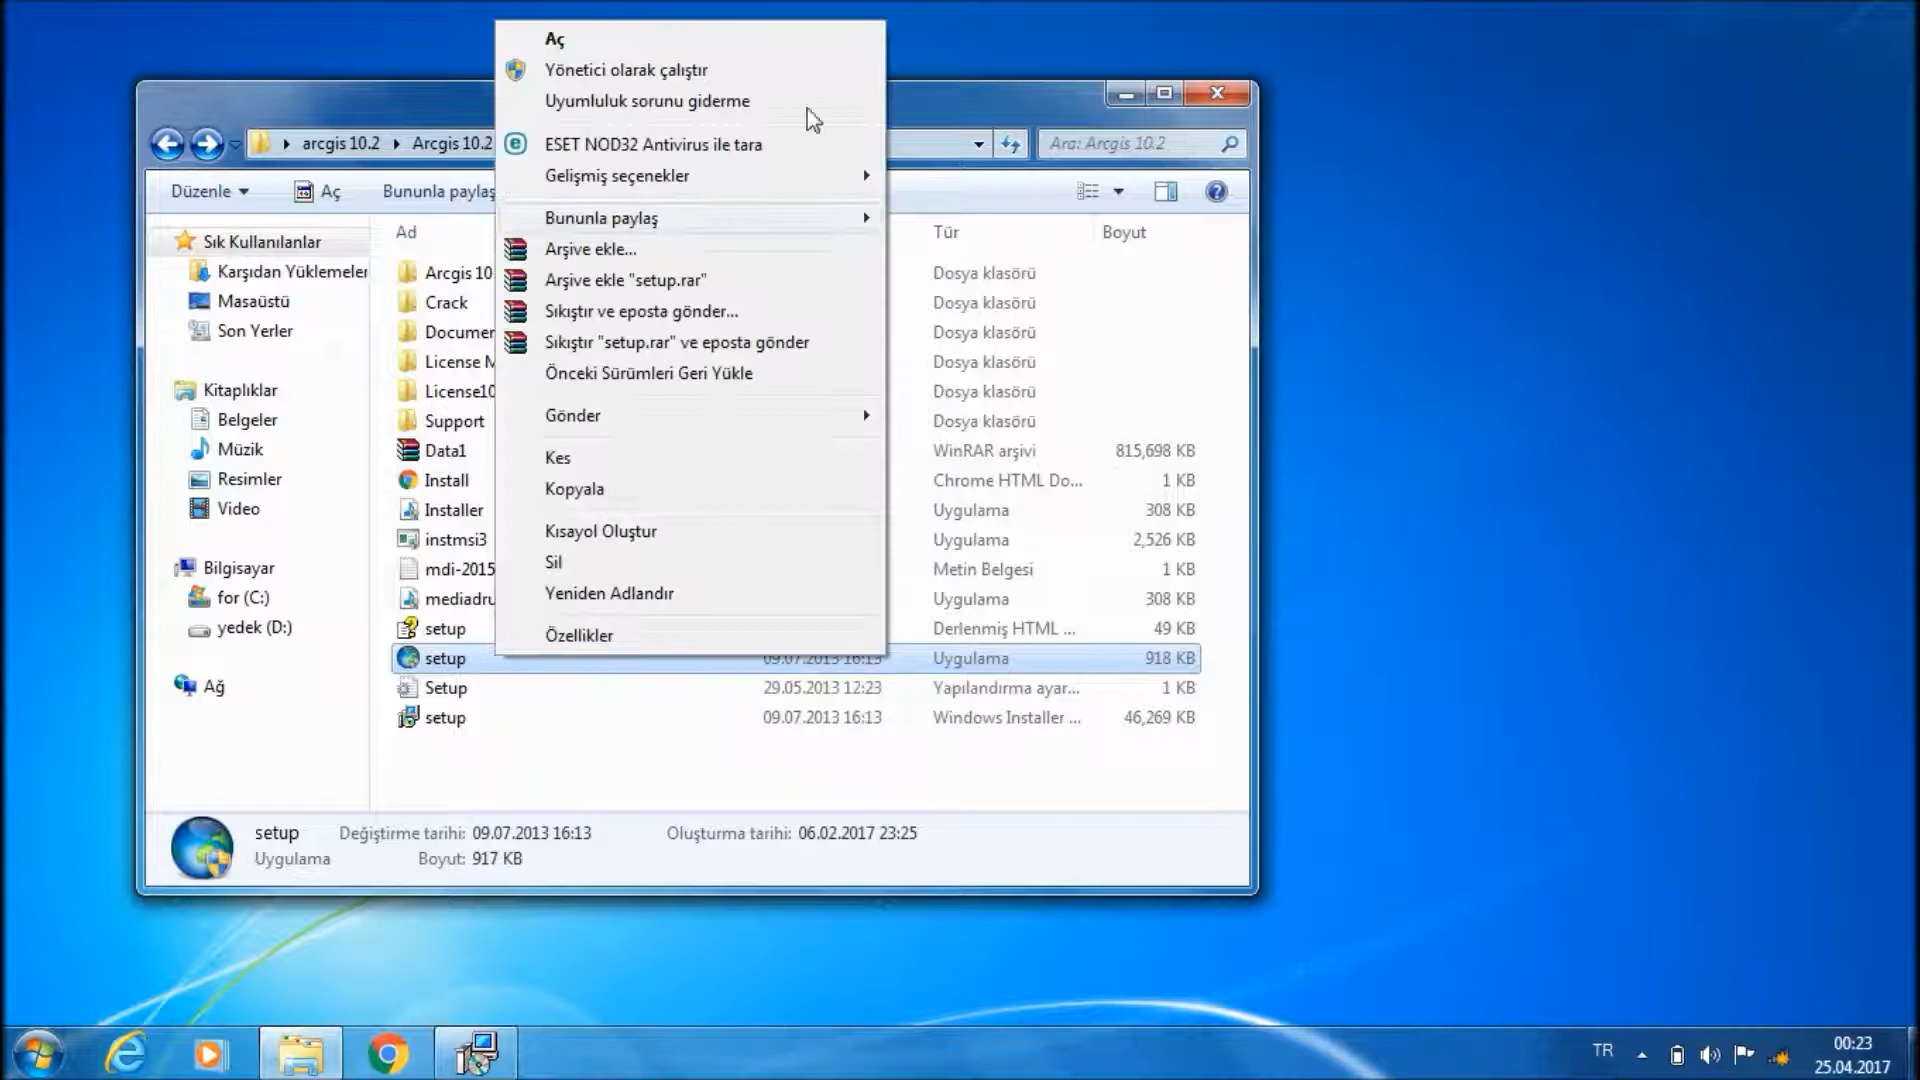 Aç
Yönetici olarak çalıştır
Uyumluluk sorunu giderme
ESET NOD32 Antivirus ile tara
Gelişmiş seçenekler
Bununla paylaş
Arşive ekle...
Arşive ekle "setup.rar"
Sıkıştır ve eposta gönder...
Sıkıştır "setup.rar" ve eposta gönder
Önceki Sürümleri Geri Yükle
Gönder
Kes
Kopyala
Kısayol Oluştur
Sil
Yeniden Adlandır
Özellikler
arcgis 10.2 Arcgis 10.2
Ara: Arcgis 10.2
Düzenle Aç Bununla paylaş
Sık Kullanılanlar
Karşıdan Yüklemeler
Masaüstü
Son Yerler
Kitaplıklar
Belgeler
Müzik
Resimler
Video
Bilgisayar
for (C:)
yedek (D:)
Ağ
Ad Tür Boyut
Arcgis 10 Dosya klasörü
Crack Dosya klasörü
Documen Dosya klasörü
License M Dosya klasörü
License10 Dosya klasörü
Support Dosya klasörü
Data1 WinRAR arşivi 815,698 KB
Install Chrome HTML Do... 1 KB
Installer Uygulama 308 KB
instmsi3 Uygulama 2,526 KB
mdi-2015 Metin Belgesi 1 KB
mediadru Uygulama 308 KB
setup Derlenmiş HTML ... 49 KB
setup 09.07.2013 16:13 Uygulama 918 KB
Setup 29.05.2013 12:23 Yapılandırma ayar... 1 KB
setup 09.07.2013 16:13 Windows Installer ... 46,269 KB
setup Değiştirme tarihi: 09.07.2013 16:13 Oluşturma tarihi: 06.02.2017 23:25
Uygulama Boyut: 917 KB
TR
00:23
25.04.2017